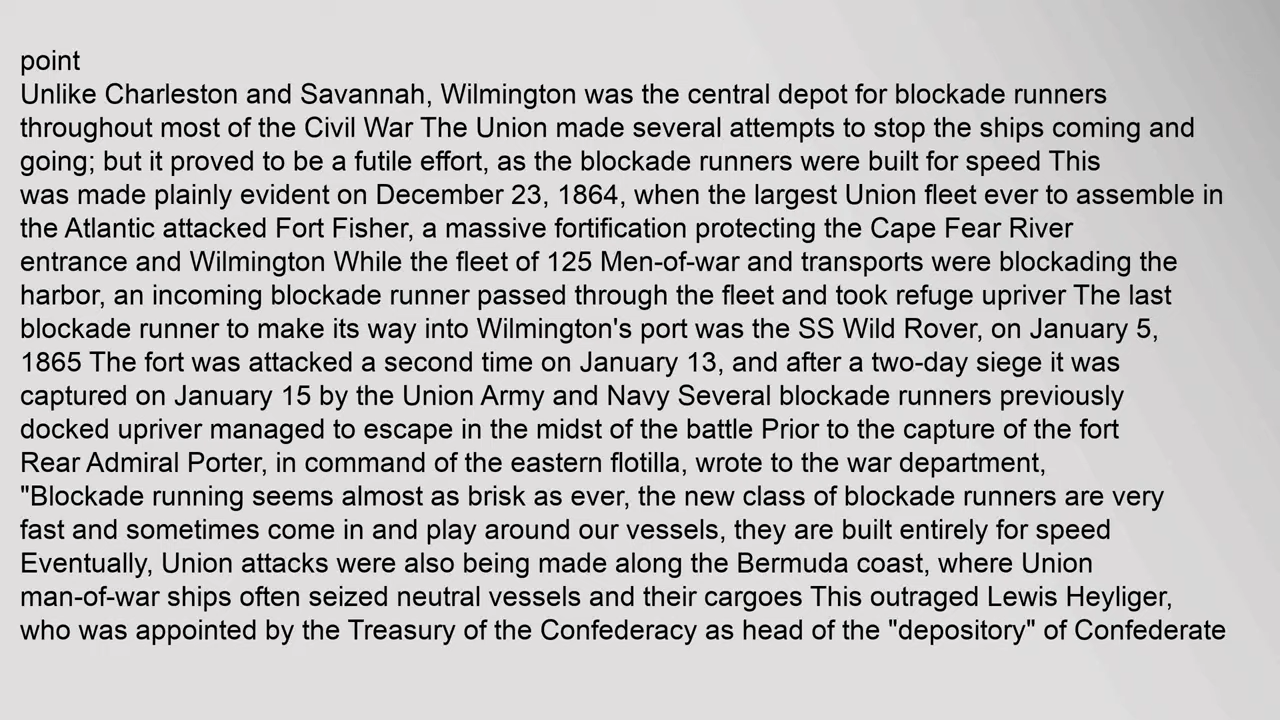 point
Unlike Charleston and Savannah, Wilmington was the central depot for blockade runners
throughout most of the Civil War The Union made several attempts to stop the ships coming and
going; but it proved to be a futile effort, as the blockade runners were built for speed This
was made plainly evident on December 23, 1864, when the largest Union fleet ever to assemble in
the Atlantic attacked Fort Fisher, a massive fortification protecting the Cape Fear River
entrance and Wilmington While the fleet of 125 Men-of-war and transports were blockading the
harbor, an incoming blockade runner passed through the fleet and took refuge upriver The last
blockade runner to make its way into Wilmington's port was the SS Wild Rover, on January 5,
1865 The fort was attacked a second time on January 13, and after a two-day siege it was
captured on January 15 by the Union Army and Navy Several blockade runners previously
docked upriver managed to escape in the midst of the battle Prior to the capture of the fort
Rear Admiral Porter, in command of the eastern flotilla, wrote to the war department,
"Blockade running seems almost as brisk as ever, the new class of blockade runners are very
fast and sometimes come in and play around our vessels, they are built entirely for speed
Eventually, Union attacks were also being made along the Bermuda coast, where Union
man-of-war ships often seized neutral vessels and their cargoes This outraged Lewis Heyliger,
who was appointed by the Treasury of the Confederacy as head of the "depository" of Confederate